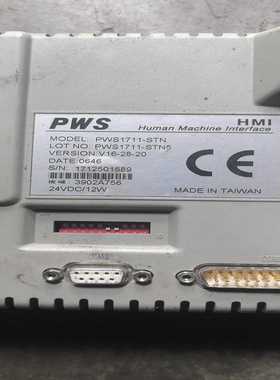 PWS HMI
Human Machine Interface
MODEL: PWS1711-STN
LOT NO: PWS1711-STN5
VERSION: V16-28-20
DATE: 0646
S/N: 1712501689
3902A756
24VDC/12W
CE
MADE IN TAIWAN